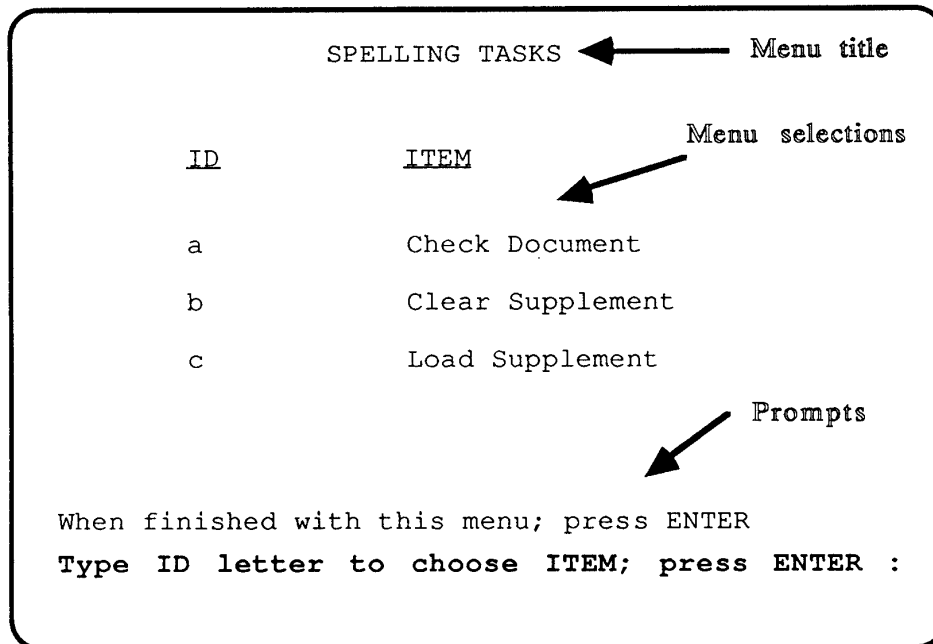 SPELLING TASKS Menu title
Menu selections
ID ITEM
a Check Document
b Clear Supplement
c Load Supplement
Prompts
When finished with this menu; press ENTER
Type ID letter to choose ITEM; press ENTER :